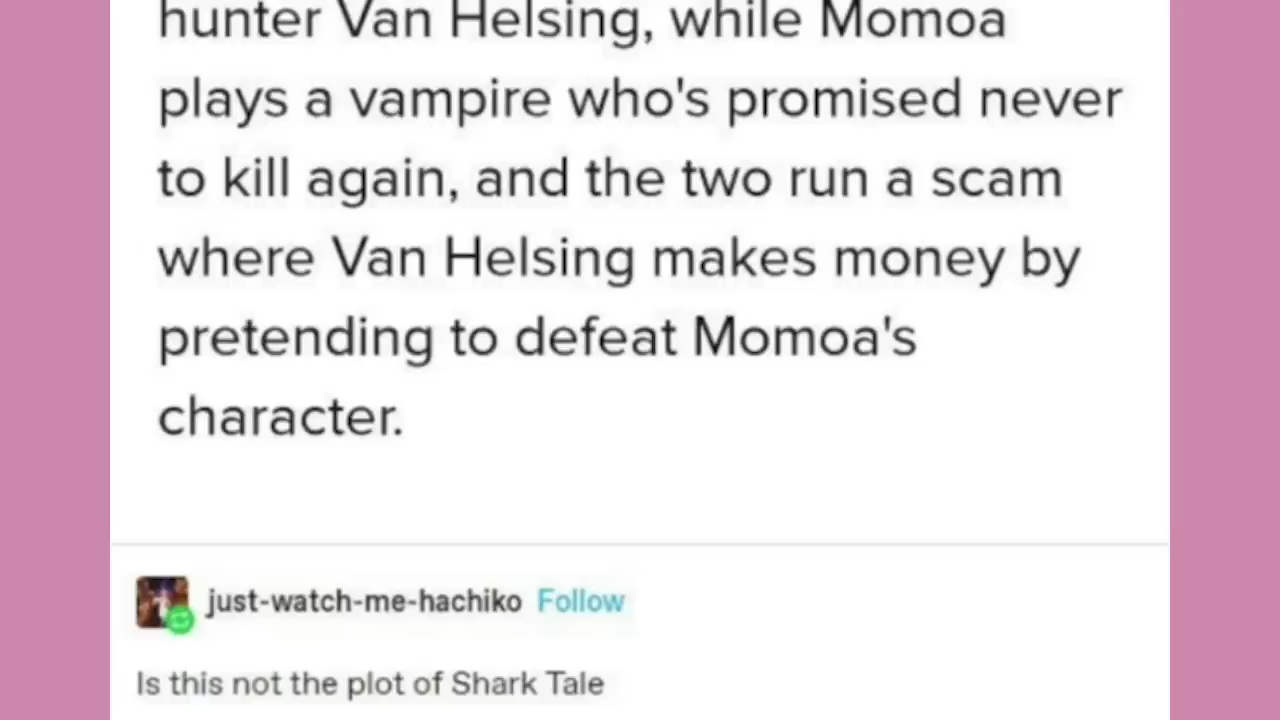 hunter Van Helsing, while Momoa
plays a vampire who's promised never
to kill again, and the two run a scam
where Van Helsing makes money by
pretending to defeat Momoa's
character.
just-watch-me-hachiko Follow
Is this not the plot of Shark Tale